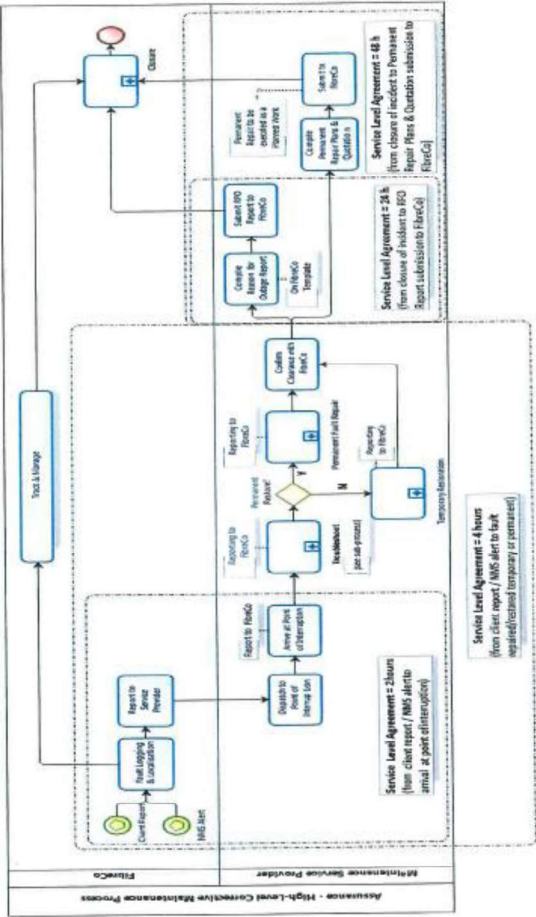 Assurance - High-Level Corrective Maintenance Process
FibreCo
Maintenance Service Provider
Client Report
NMS Alert
Fault Logging
& Localisation
Report to
Service
Provider
Track & Manage
Closure
Dispatch to
Point of
Arrive at Point
of Interruption
Report to FibreCo
Reporting to
FibreCo
(see sub-process)
Permanent
Restore?
Y
N
Reporting to
FibreCo
Permanent Fault Repair
Reporting
to FibreCo
Temporary Restoration
Confirm
Clearance with
FibreCo
Compile
Reason for
Outage Report
On FibreCo
Template
Submit RFO
Report to
FibreCo
Compile
Permanent
Repair Plans &
Quotation
Submit to
FibreCo
Permanent
Repair to be
executed as a
Planned Work
Service Level Agreement = 2 hours
(from client report / NMS alert to
arrival at point of interruption)
Service Level Agreement = 4 hours
(from client report / NMS alert to fault
repaired/restored temporary or permanent)
Service Level Agreement = 24 h
(from closure of incident to RFO
Report submission to FibreCo)
Service Level Agreement = 48 h
(from closure of incident to Permanent
Repair Plans & Quotation submission to
FibreCo)